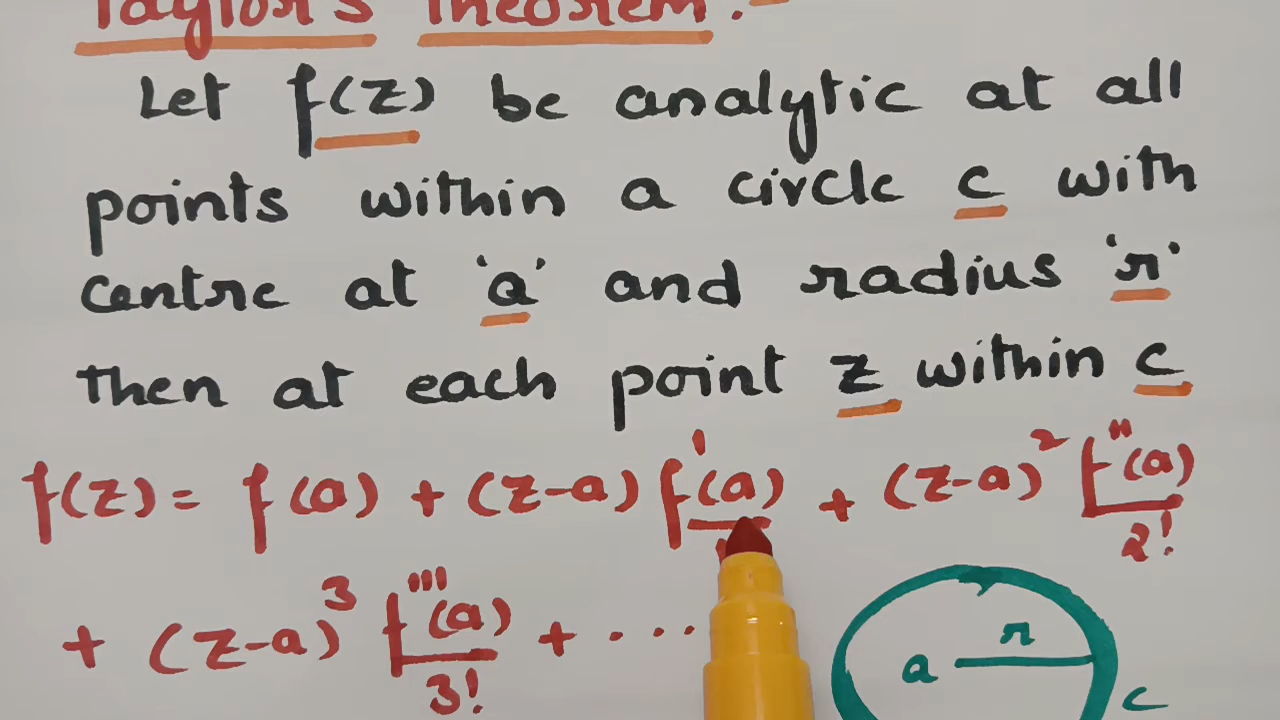 Taylor's Theorem:
Let f(z) be analytic at all
points within a circle c with
centre at 'a' and radius 'r'
then at each point z within c
f(z) = f(a) + (z-a) f'(a) + (z-a)² f''(a)/2!
+ (z-a)³ f'''(a)/3! + ....
r
a
c